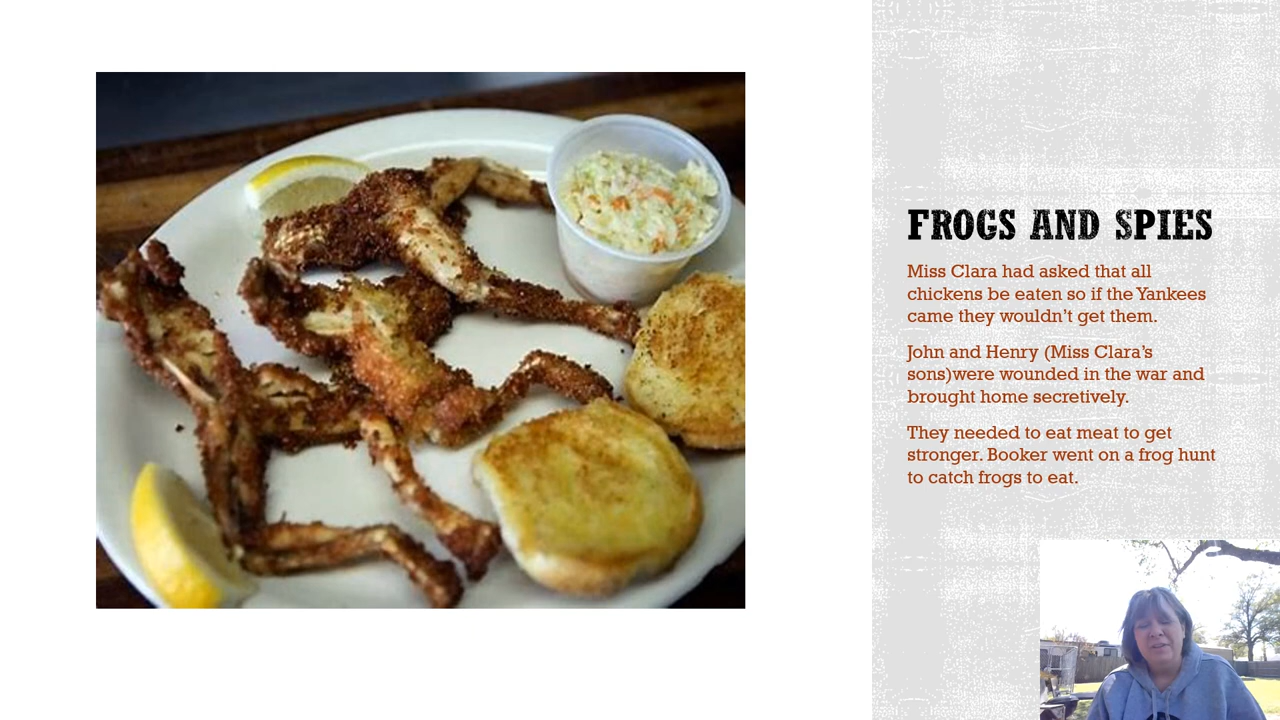 FROGS AND SPIES
Miss Clara had asked that all
chickens be eaten so if the Yankees
came they wouldn't get them.
John and Henry (Miss Clara's
sons)were wounded in the war and
brought home secretively.
They needed to eat meat to get
stronger. Booker went on a frog hunt
to catch frogs to eat.